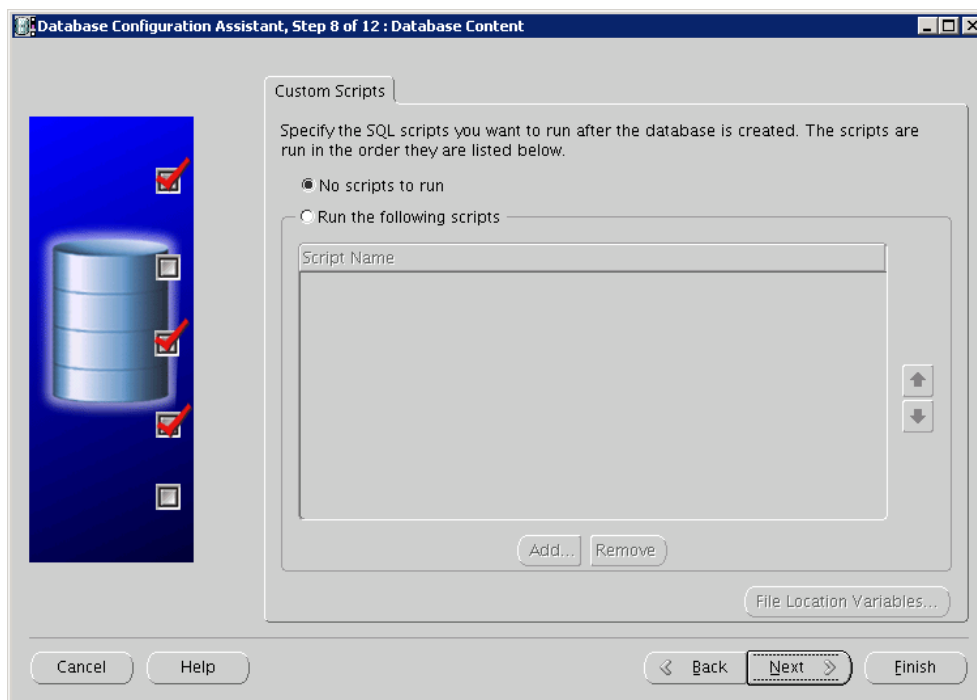 Database Configuration Assistant, Step 8 of 12 : Database Content
Custom Scripts
Specify the SQL scripts you want to run after the database is created. The scripts are
run in the order they are listed below.
No scripts to run
Run the following scripts
Script Name
Add...
Remove
File Location Variables...
Cancel
Help
Back
Next
Finish